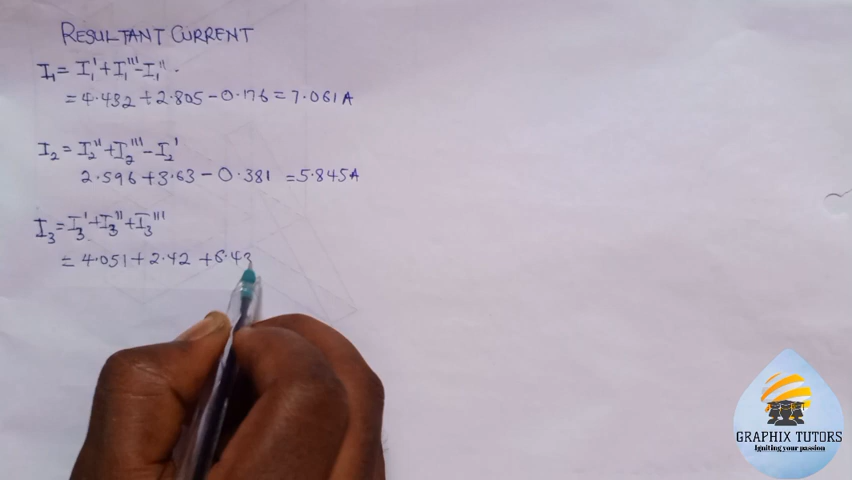 RESULTANT CURRENT
I₁ = I₁' + I₁''' - I₁''.
= 4.432 + 2.805 - 0.176 = 7.061A
I₂ = I₂'' + I₂''' - I₂'
2.596 + 3.63 - 0.381 = 5.845A
I₃ = I₃' + I₃'' + I₃'''
= 4.051 + 2.42 + 6.43
GRAPHIX TUTORS
Igniting your passion